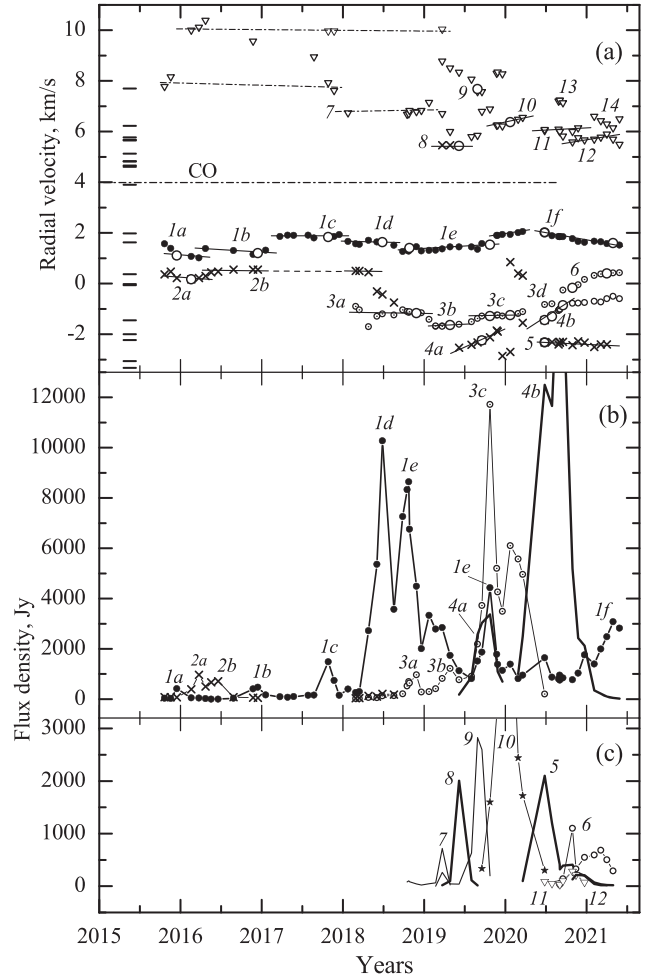 10
(a)
8
9
13
7
10
14
6
8
11
12
4
CO
Radial velocity, km/s
2
1a
1b
1c
1d
1e
1f
0
2a
2b
3a
3b
3c
3d
6
-2
4a
5
4b
12000
3c
4b
(b)
1d
10000
1e
8000
6000
1e
4000
4a
Flux density, Jy
1c
1f
2000
2a
2b
1a
1b
3a
3b
0
3000
9
10
(c)
8
5
2000
7
6
1000
0
11
12
2015 2016 2017 2018 2019 2020 2021
Years